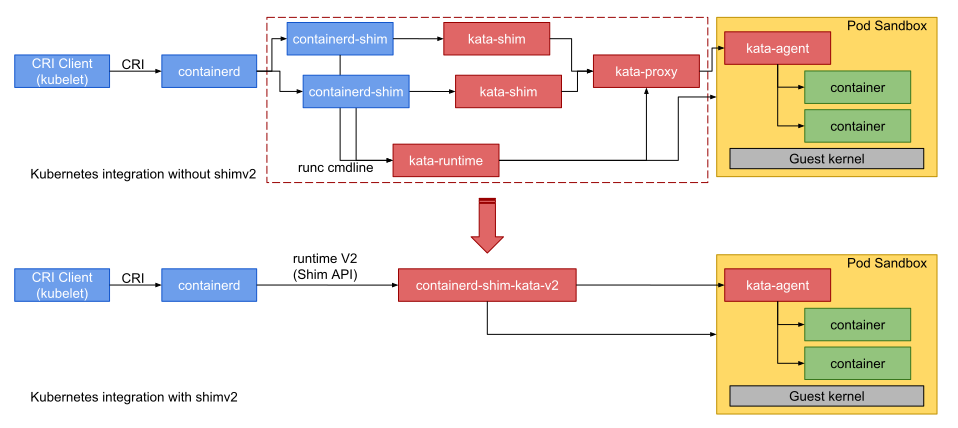 Pod Sandbox
containerd-shim
kata-shim
kata-agent
CRI Client
(kubelet)
CRI
containerd
kata-proxy
containerd-shim
kata-shim
container
container
kata-runtime
runc cmdline
Guest kernel
Kubernetes integration without shimv2
runtime V2
(Shim API)
Pod Sandbox
CRI Client
(kubelet)
CRI
containerd
containerd-shim-kata-v2
kata-agent
container
container
Kubernetes integration with shimv2
Guest kernel